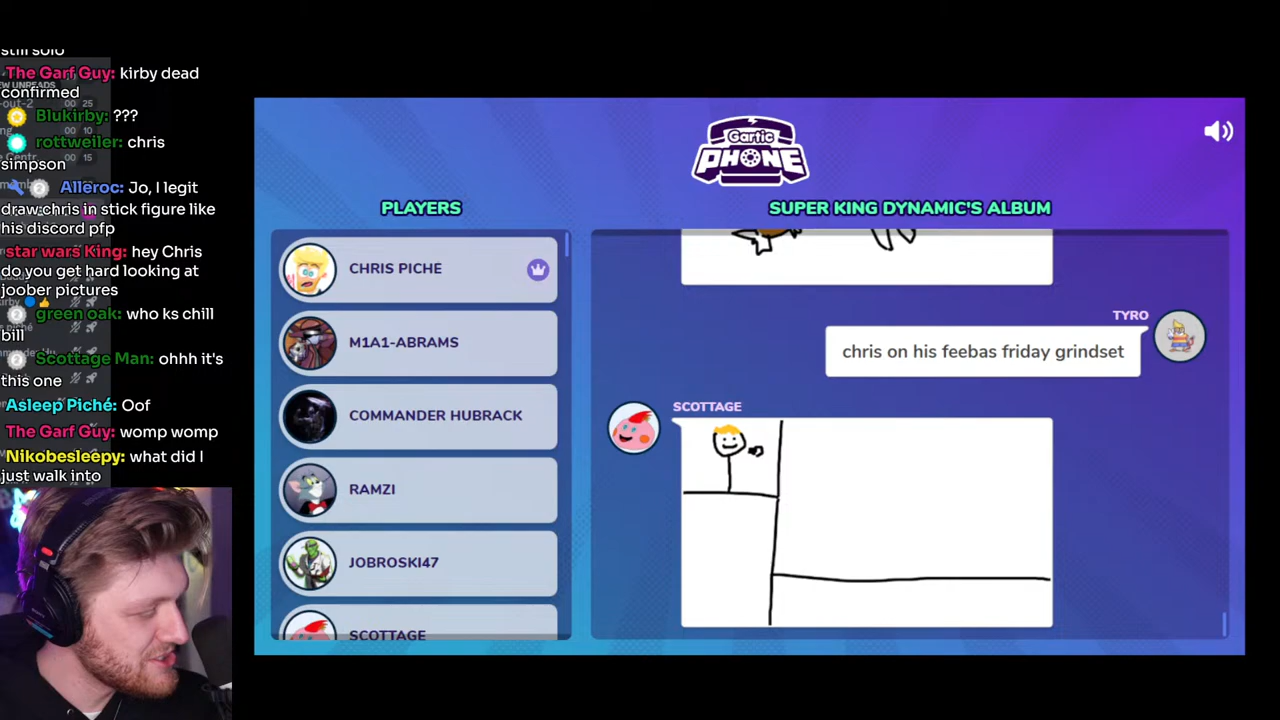 still solo
The Garf Guy: kirby dead
confirmed
Blukirby: ???
rottweiler: chris
simpson
Alleroc: Jo, I legit
draw chris in stick figure like
his discord pfp
star wars King: hey Chris
do you get hard looking at
joober pictures
green oak: who ks chill
bill
Scottage Man: ohhh it's
this one
Asleep Piché: Oof
The Garf Guy: womp womp
Nikobesleepy: what did I
just walk into
Gartic
PHONE
PLAYERS
CHRIS PICHE
M1A1-ABRAMS
COMMANDER HUBRACK
RAMZI
JOBROSKI47
SCOTTAGE
SUPER KING DYNAMIC'S ALBUM
TYRO
chris on his feebas friday grindset
SCOTTAGE